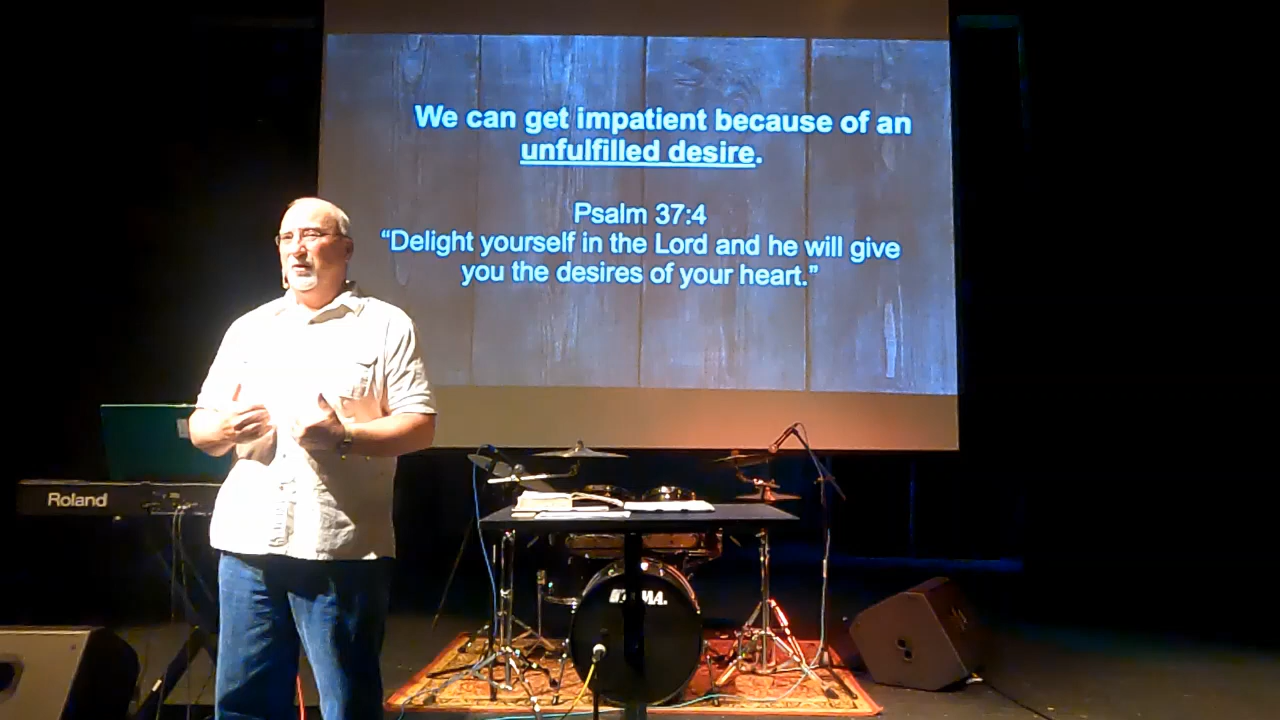 We can get impatient because of an
unfulfilled desire.
Psalm 37:4
“Delight yourself in the Lord and he will give
you the desires of your heart.”
Roland
TAMA.